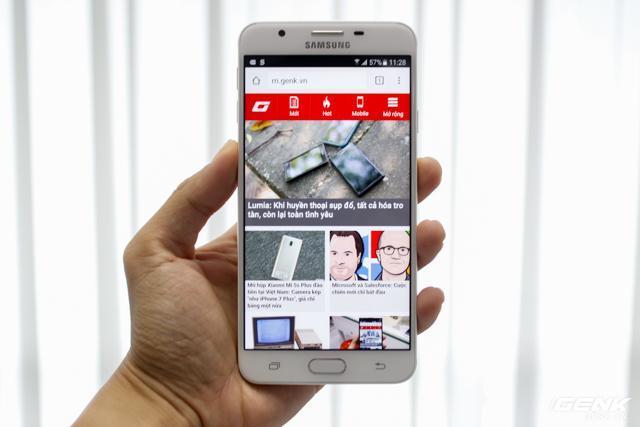 SAMSUNG
57% 11:28
m.genk.vn
1
G
Mới Hot Mobile Mở rộng
Lumia: Khi huyền thoại sụp đổ, tất cả hóa tro
tàn, còn lại toàn tình yêu
Mở hộp Xiaomi Mi 5s Plus đầu
tiên tại Việt Nam: Camera kép
"như iPhone 7 Plus", giá chỉ
bằng một nửa
Microsoft và Salesforce: Cuộc
chiến mới chỉ bắt đầu
GENK